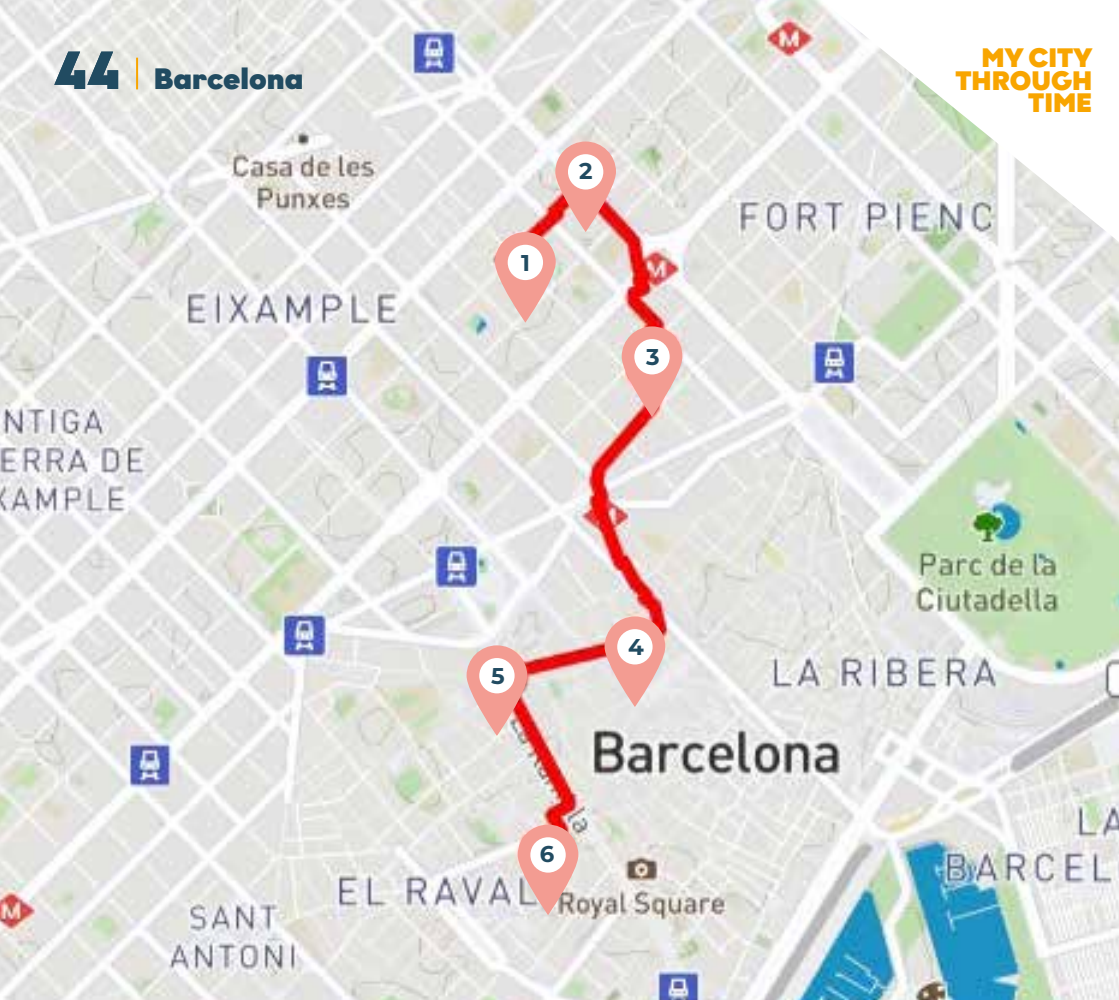 44 | Barcelona
MY CITY
THROUGH
TIME
M
Casa de les
Punxes
2
FORT PIENC
1
M
EIXAMPLE
3
NTIGA
ERRA DE
XAMPLE
Parc de la
Ciutadella
4
LA RIBERA
5
Barcelona
la
6
LA
BARCEL
EL RAVAL
Royal Square
M
SANT
ANTONI